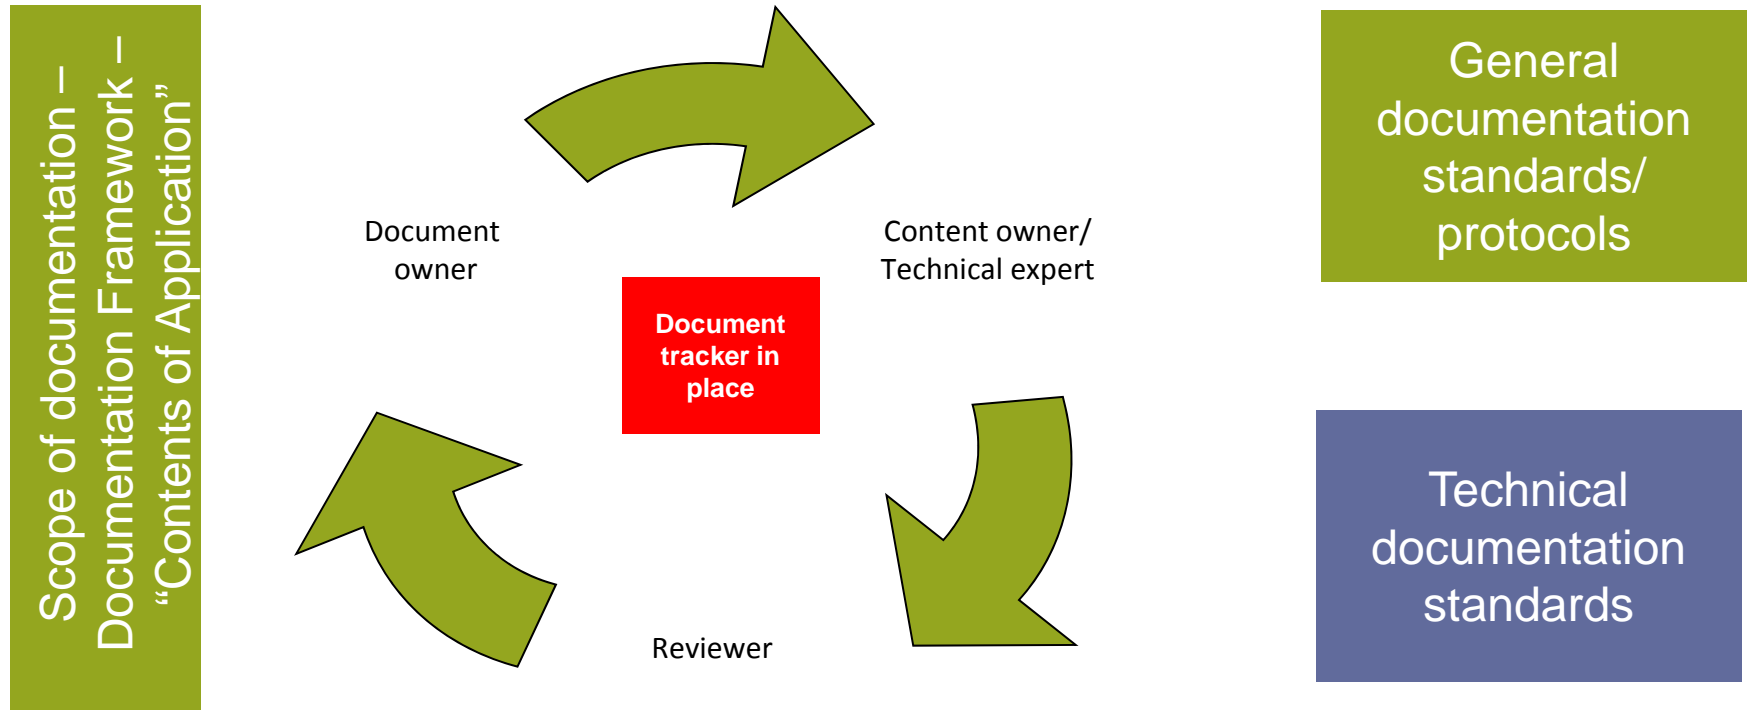 Scope of documentation –
Documentation Framework –
“Contents of Application”
Document
owner
Content owner/
Technical expert
Document
tracker in
place
Reviewer
General
documentation
standards/
protocols
Technical
documentation
standards